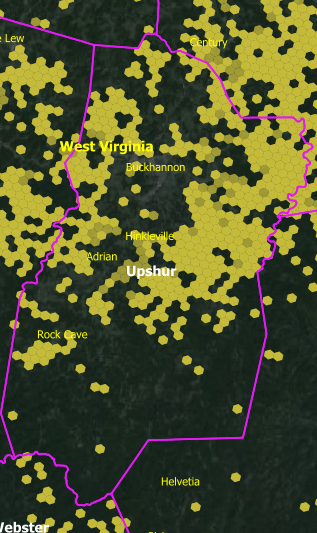 e Lew
Century
West Virginia
Buckhannon
Hinkleville
Adrian
Upshur
Rock Cave
Helvetia
Webster